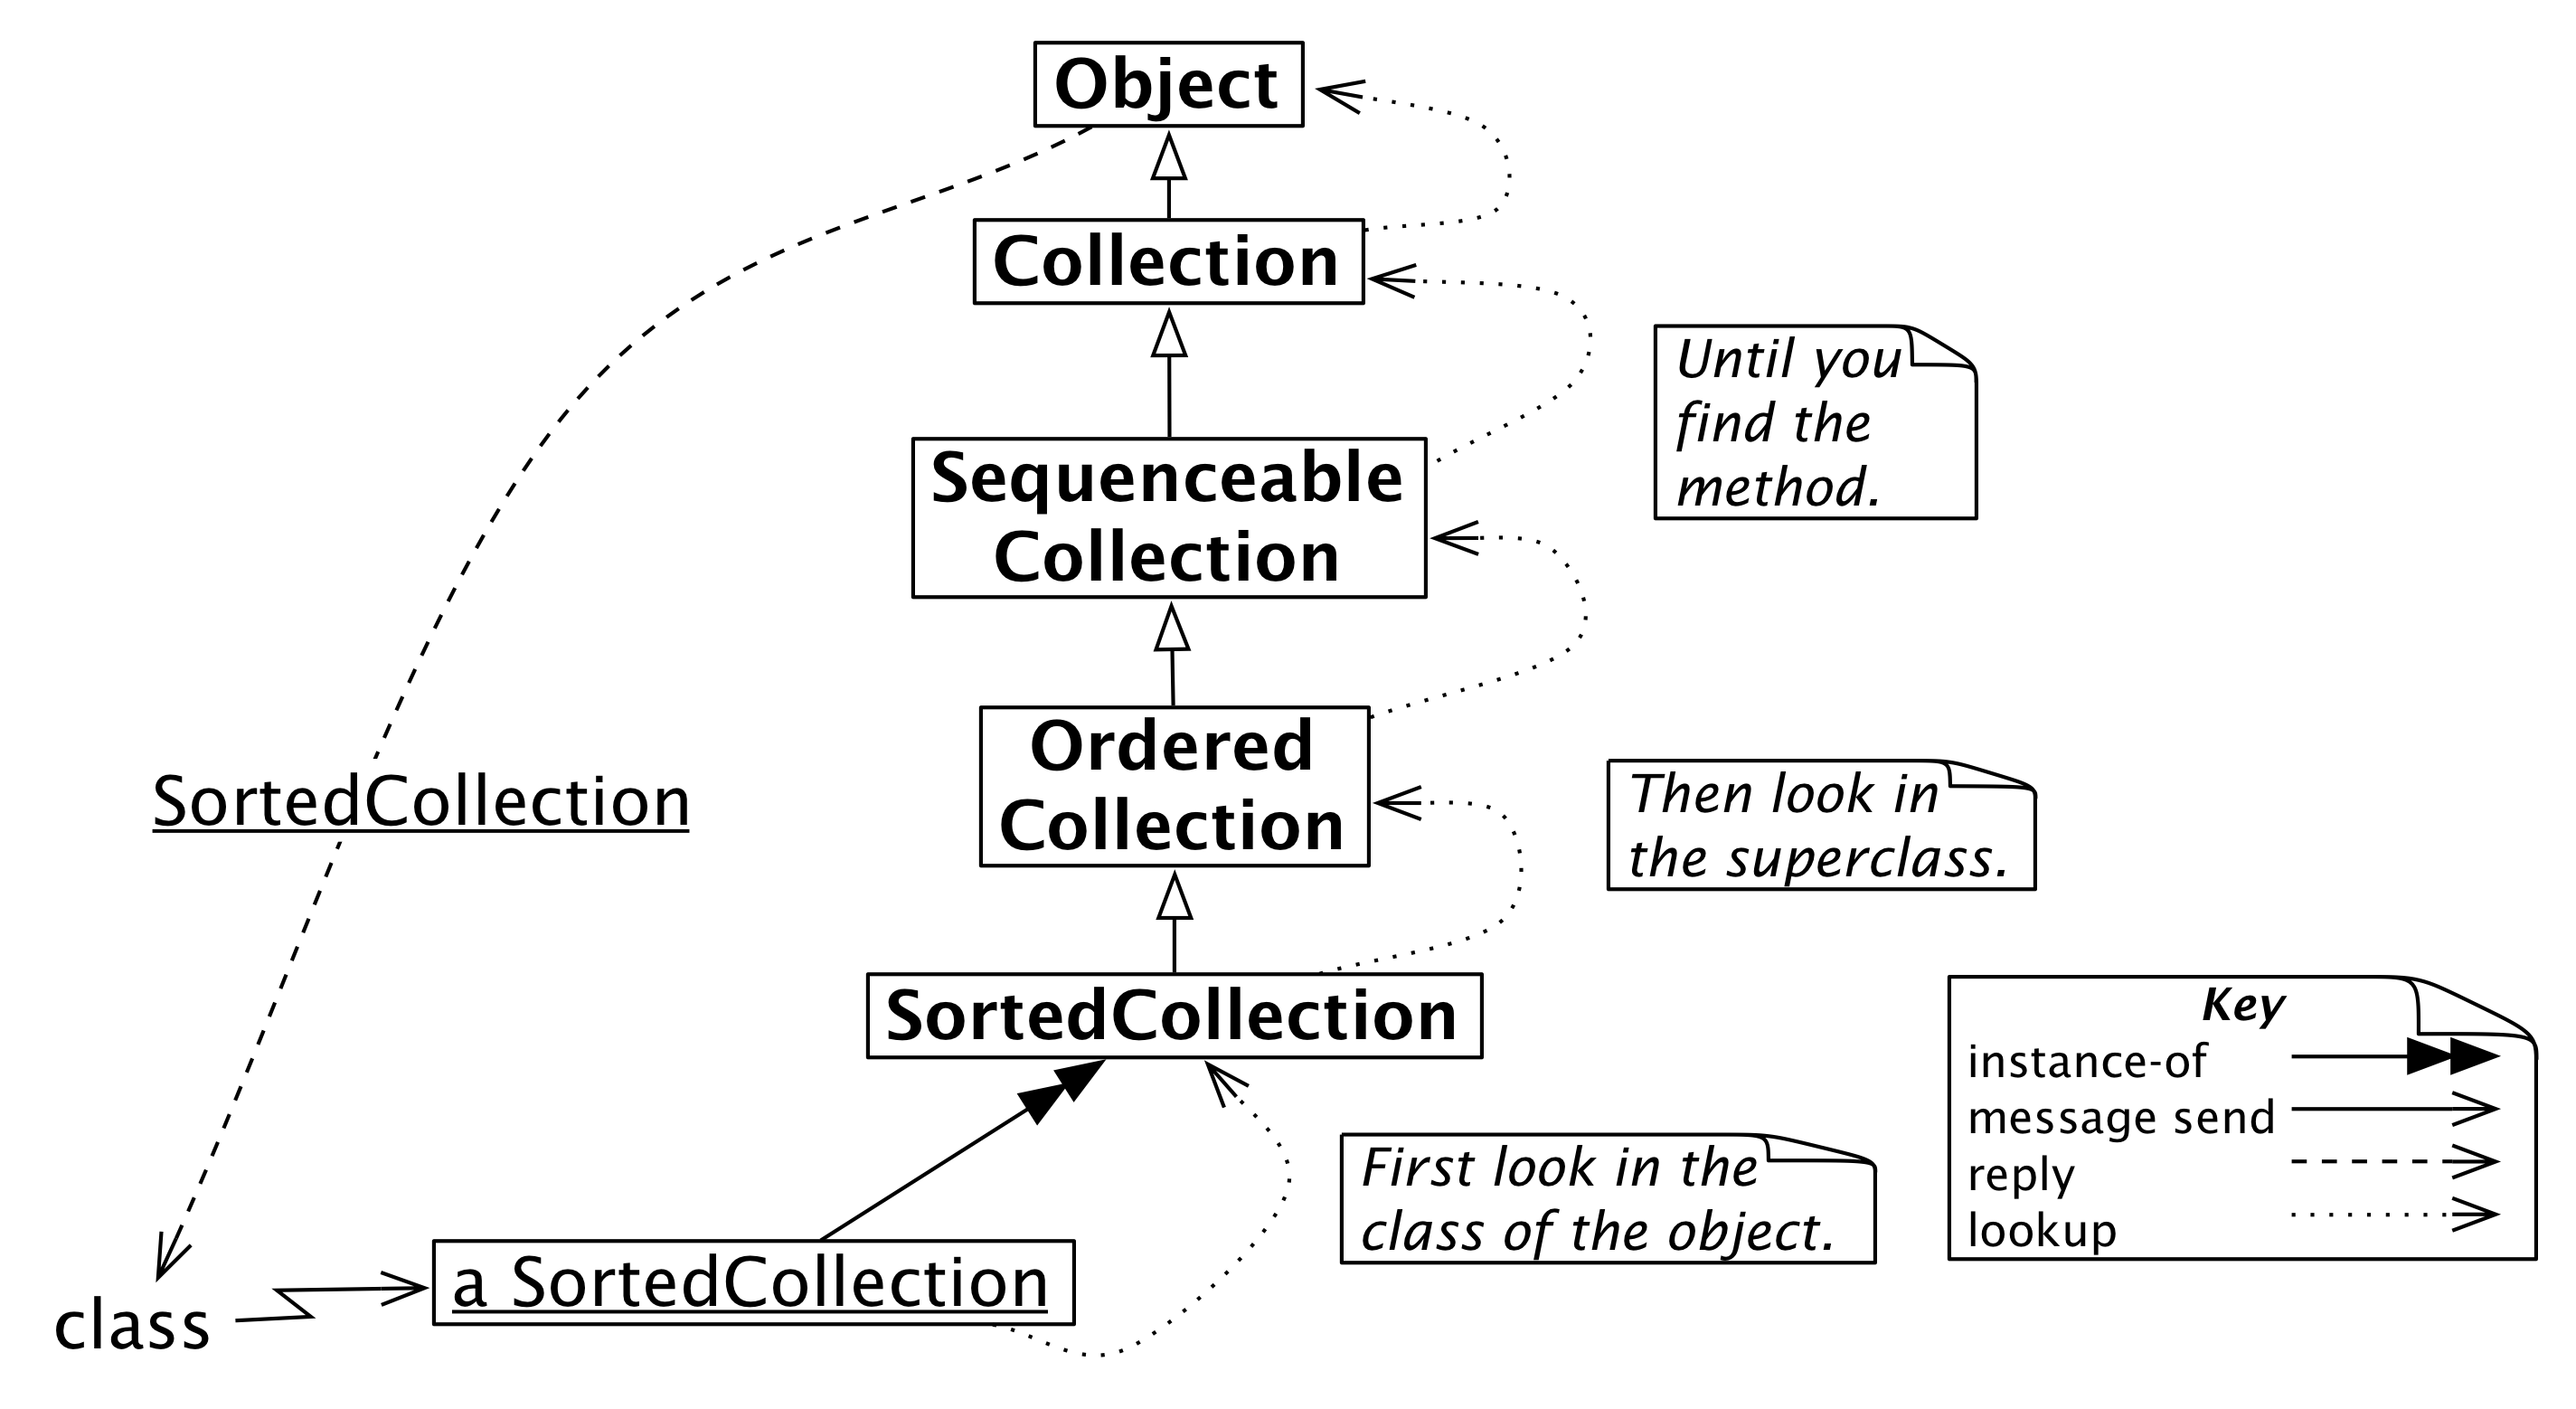 Object
Collection
Until you
find the
method.
Sequenceable
Collection
Ordered
Collection
SortedCollection
Then look in
the superclass.
SortedCollection
Key
instance-of
message send
reply
lookup
First look in the
class of the object.
a SortedCollection
class